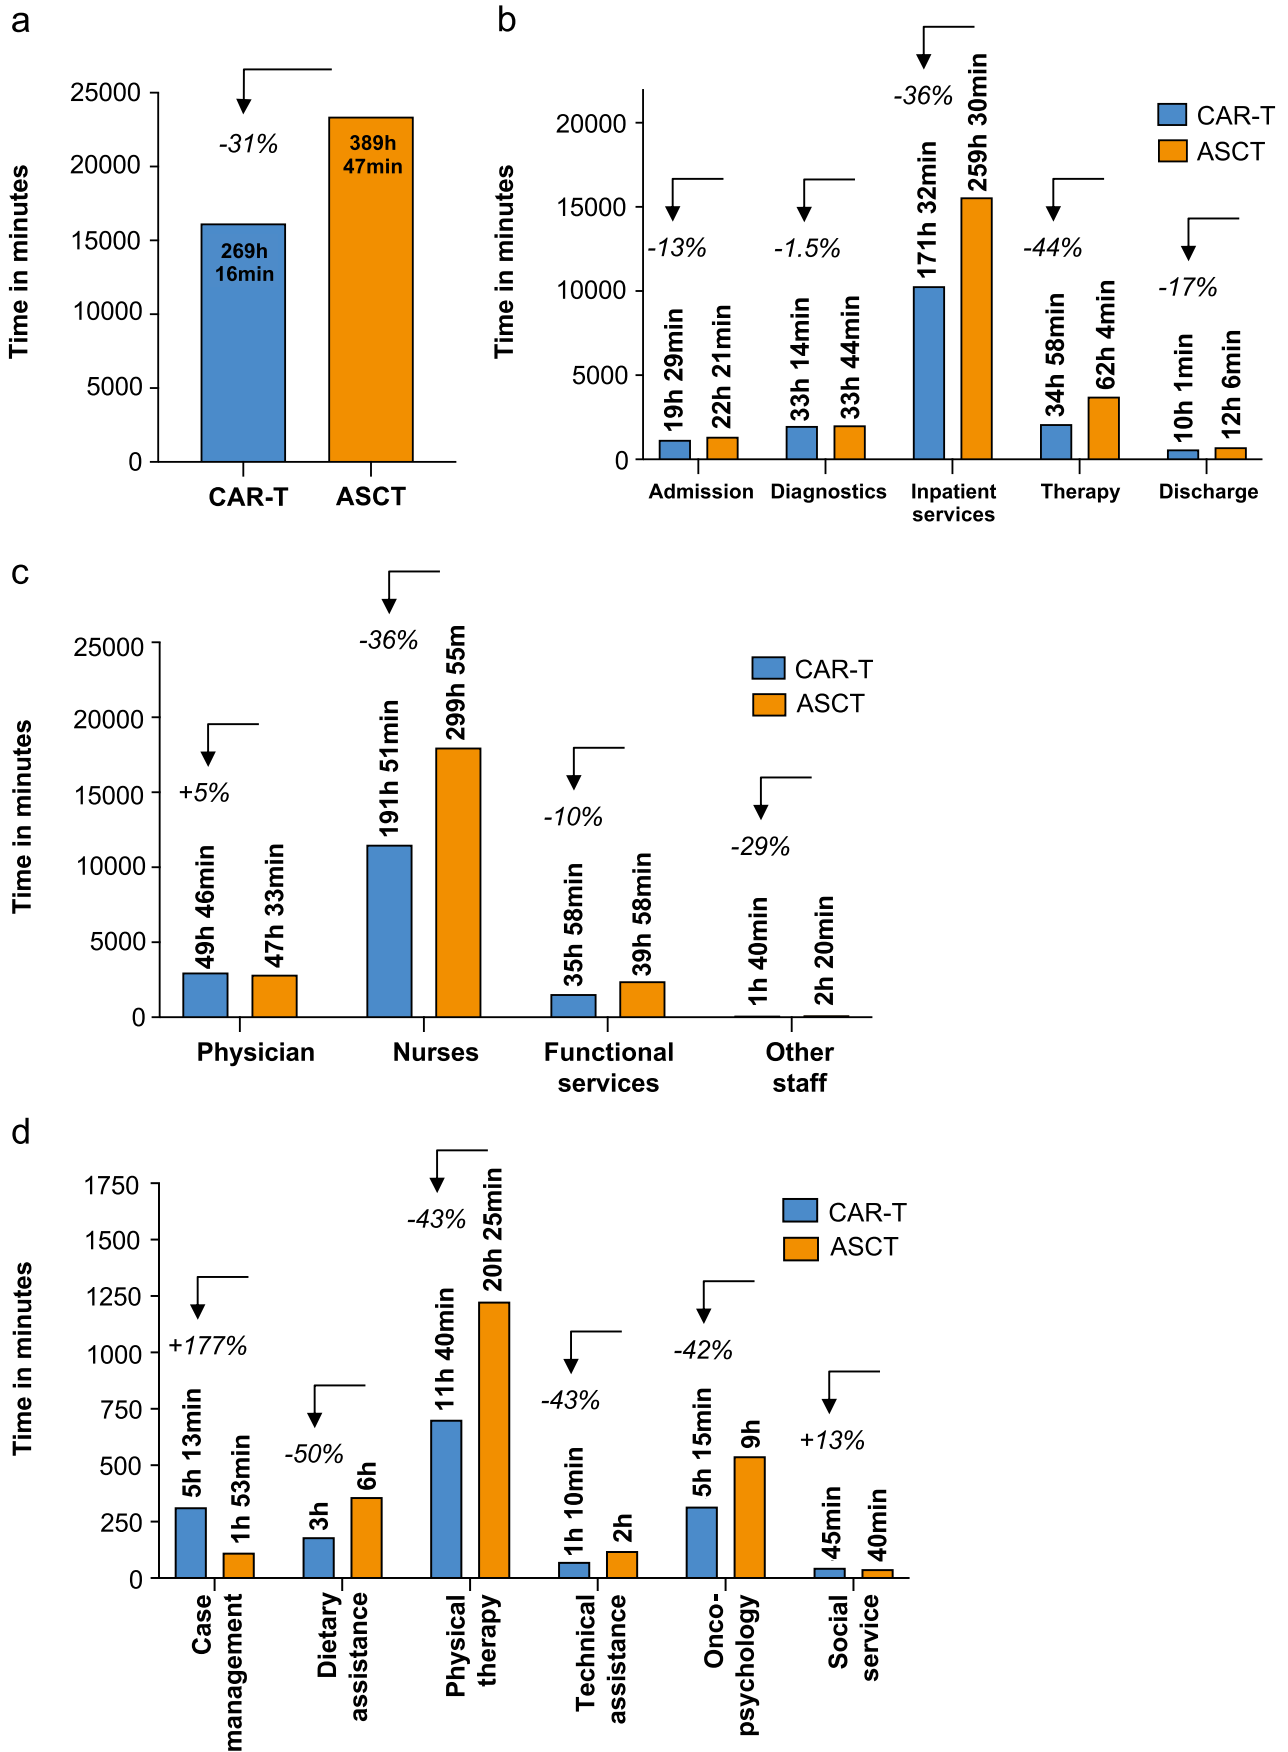 a
Time in minutes
25000
20000
15000
10000
5000
0
-31%
269h
16min
389h
47min
CAR-T
ASCT
b
Time in minutes
20000
15000
10000
5000
0
CAR-T
ASCT
-13%
-1.5%
-36%
-44%
-17%
19h 29min
22h 21min
33h 14min
33h 44min
171h 32min
259h 30min
34h 58min
62h 4min
10h 1min
12h 6min
Admission
Diagnostics
Inpatient
services
Therapy
Discharge
c
Time in minutes
25000
20000
15000
10000
5000
0
CAR-T
ASCT
+5%
-36%
-10%
-29%
49h 46min
47h 33min
191h 51min
299h 55m
35h 58min
39h 58min
1h 40min
2h 20min
Physician
Nurses
Functional
services
Other
staff
d
Time in minutes
1750
1500
1250
1000
750
500
250
0
CAR-T
ASCT
+177%
-50%
-43%
-43%
-42%
+13%
5h 13min
1h 53min
3h
6h
11h 40min
20h 25min
1h 10min
2h
5h 15min
9h
45min
40min
Case
management
Dietary
assistance
Physical
therapy
Technical
assistance
Onco-
psychology
Social
service